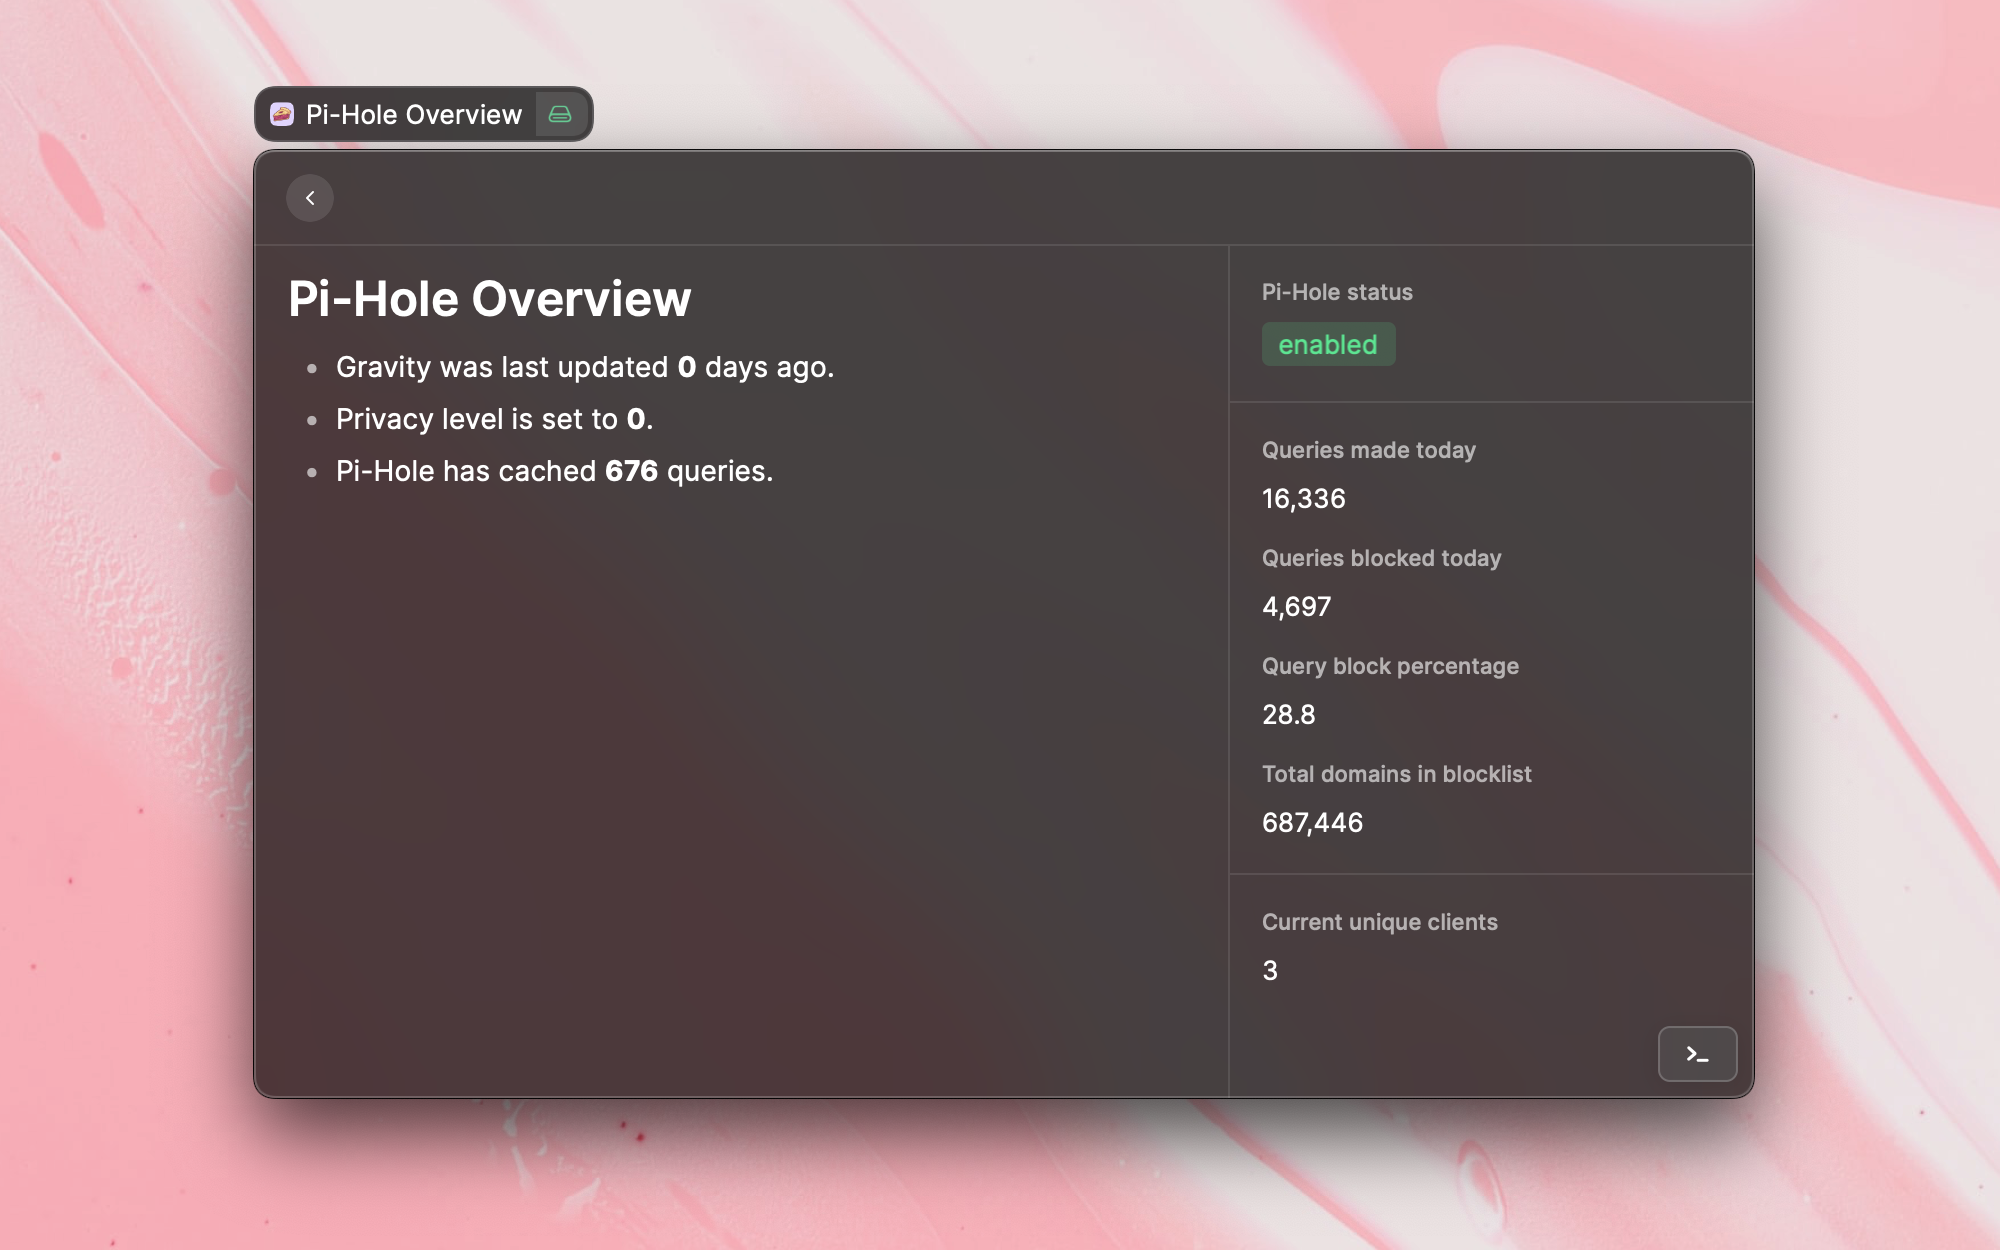 Pi-Hole Overview
Pi-Hole Overview
Gravity was last updated 0 days ago.
Privacy level is set to 0.
Pi-Hole has cached 676 queries.
Pi-Hole status
enabled
Queries made today
16,336
Queries blocked today
4,697
Query block percentage
28.8
Total domains in blocklist
687,446
Current unique clients
3